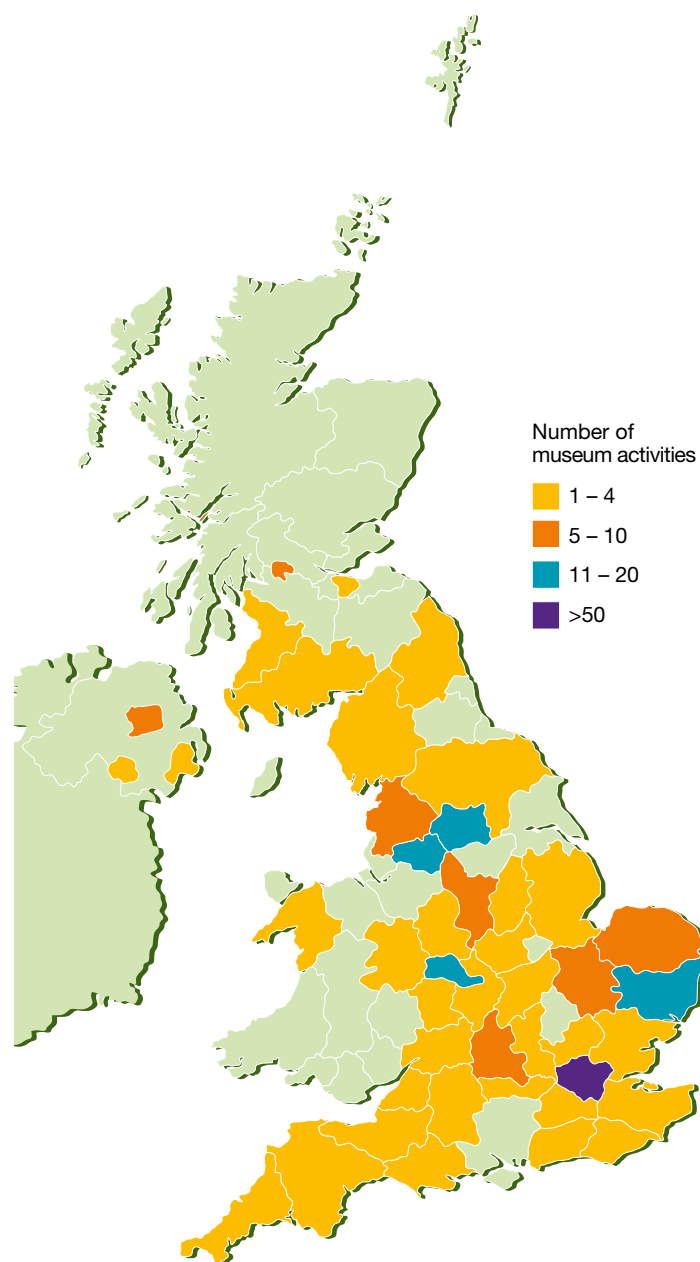 Number of
museum activities
1 – 4
5 – 10
11 – 20
>50